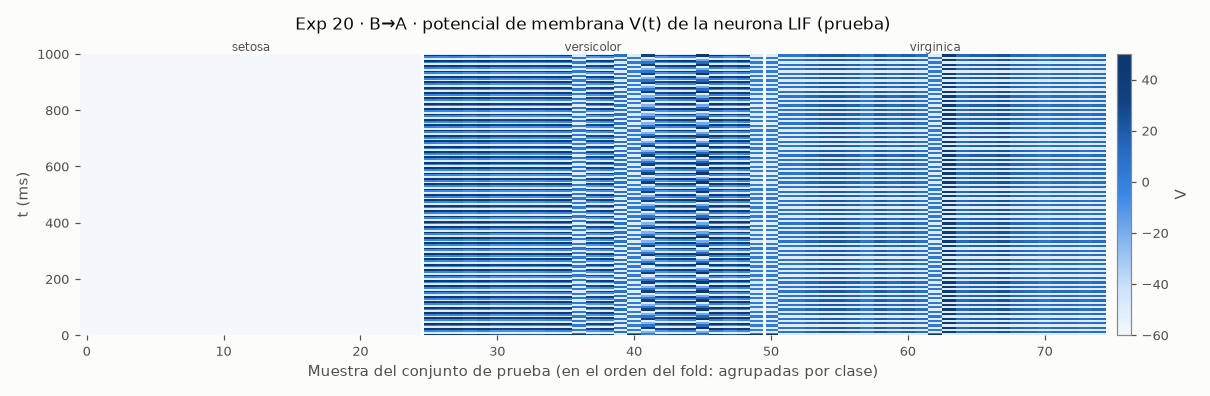 Exp 20 · B→A · potencial de membrana V(t) de la neurona LIF (prueba)
setosa versicolor virginica
1000
800
600
400
200
0
t (ms)
0 10 20 30 40 50 60 70
Muestra del conjunto de prueba (en el orden del fold: agrupadas por clase)
40
20
0
−20
−40
−60
V